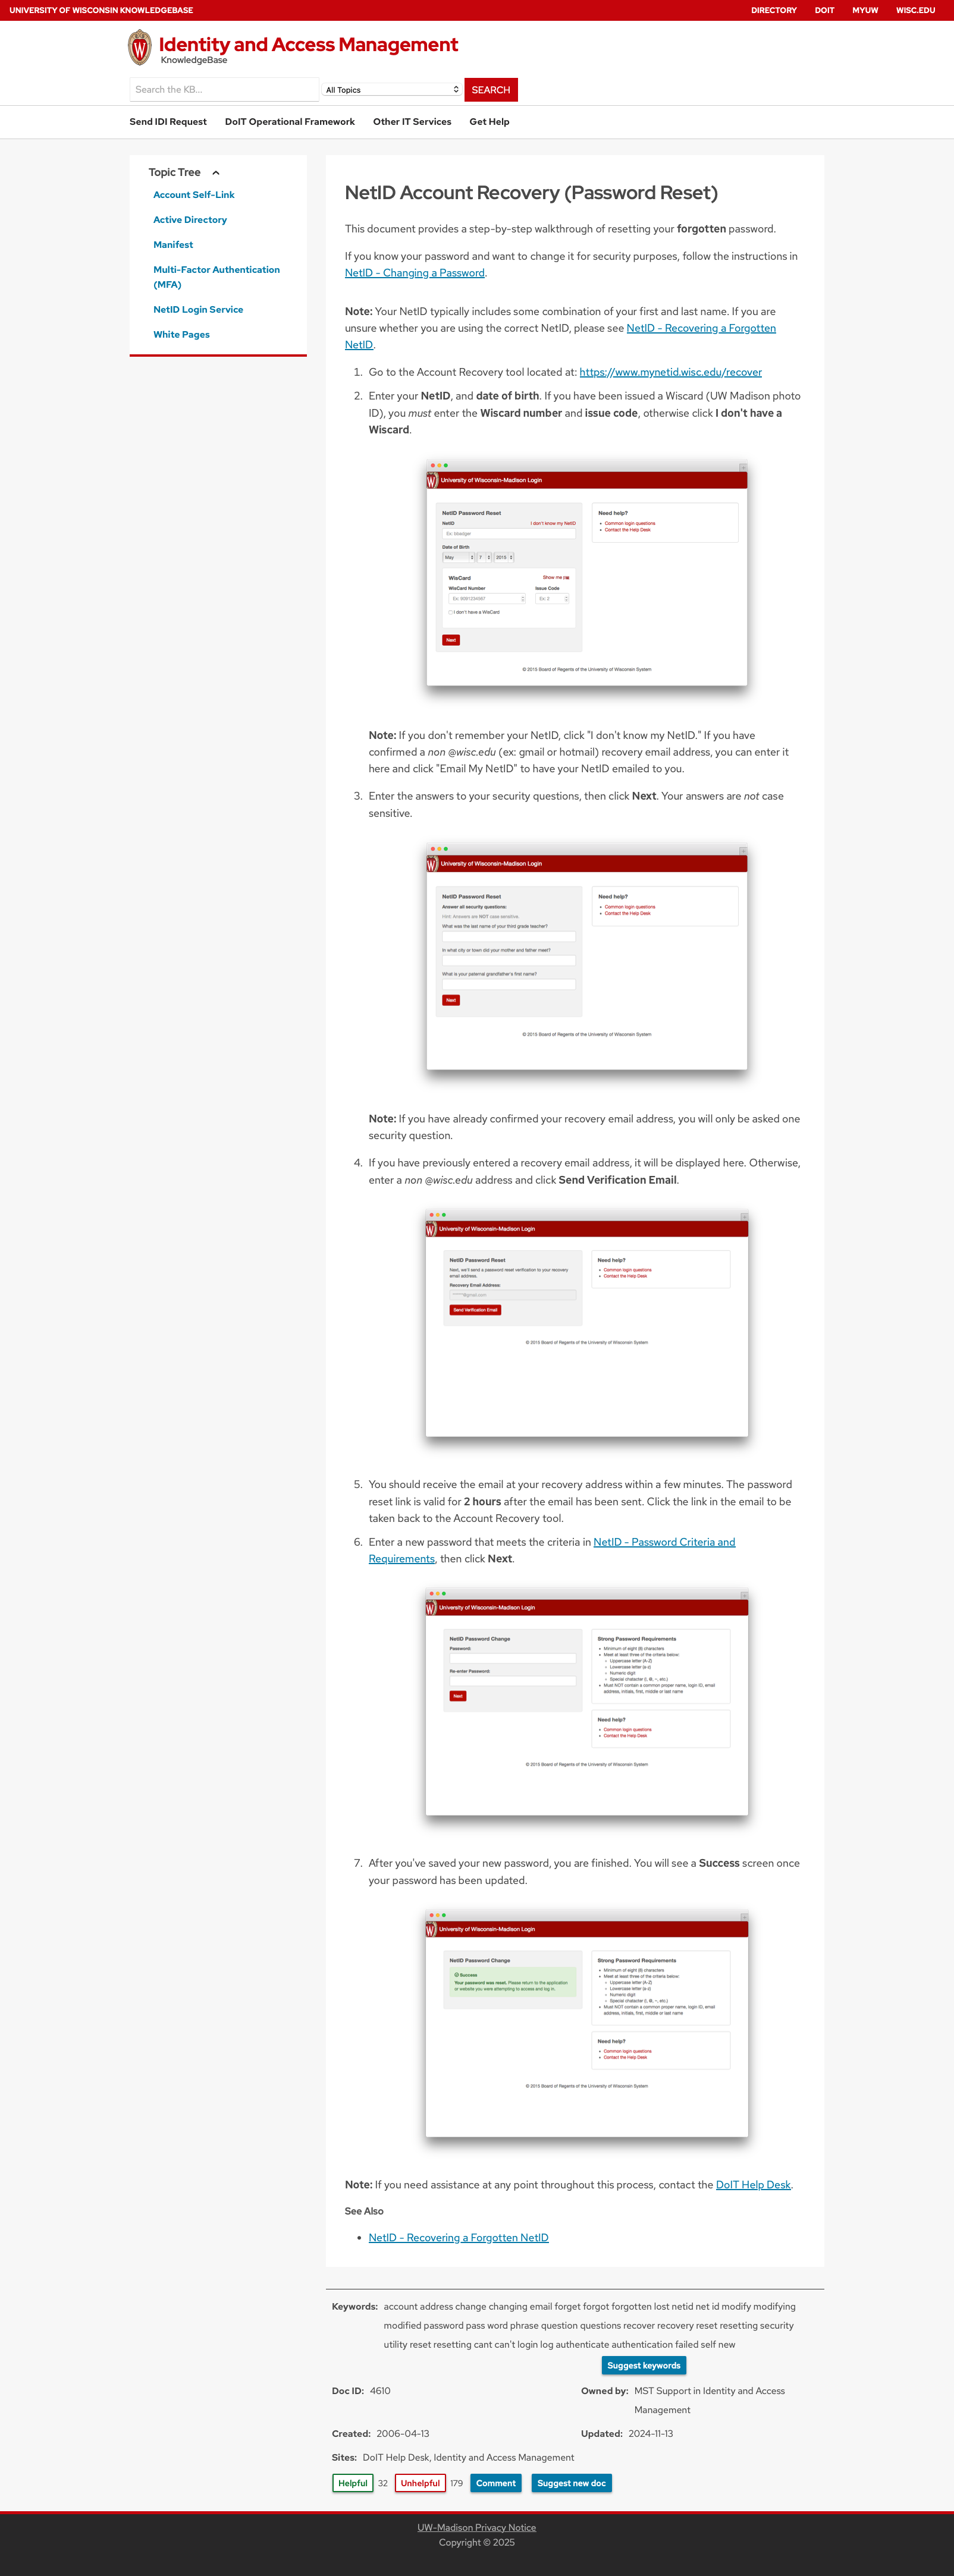 UNIVERSITY OF WISCONSIN KNOWLEDGEBASE
DIRECTORY DOIT MYUW WISC.EDU
Identity and Access Management
KnowledgeBase
Search the KB...
All Topics
SEARCH
Send IDI Request DoIT Operational Framework Other IT Services Get Help
Topic Tree
Account Self-Link
Active Directory
Manifest
Multi-Factor Authentication
(MFA)
NetID Login Service
White Pages
NetID Account Recovery (Password Reset)
This document provides a step-by-step walkthrough of resetting your forgotten password.
If you know your password and want to change it for security purposes, follow the instructions in
NetID - Changing a Password.
Note: Your NetID typically includes some combination of your first and last name. If you are
unsure whether you are using the correct NetID, please see NetID - Recovering a Forgotten
NetID.
1. Go to the Account Recovery tool located at: https://www.mynetid.wisc.edu/recover
2. Enter your NetID, and date of birth. If you have been issued a Wiscard (UW Madison photo
ID), you must enter the Wiscard number and issue code, otherwise click I don't have a
Wiscard.
University of Wisconsin-Madison Login
NetID Password Reset
NetID I don't know my NetID
Ex: bbadger
Date of Birth
May 7 2015
WisCard Show me
WisCard Number Issue Code
Ex: 9081234567 Ex: 2
I don't have a WisCard
Next
Need help?
Common login questions
Contact the Help Desk
© 2015 Board of Regents of the University of Wisconsin System
Note: If you don't remember your NetID, click "I don't know my NetID." If you have
confirmed a non @wisc.edu (ex: gmail or hotmail) recovery email address, you can enter it
here and click "Email My NetID" to have your NetID emailed to you.
3. Enter the answers to your security questions, then click Next. Your answers are not case
sensitive.
University of Wisconsin-Madison Login
NetID Password Reset
Answer all security questions:
Hint: Answers are NOT case sensitive.
What was the last name of your third grade teacher?
In what city or town did your mother and father meet?
What is your paternal grandfather's first name?
Next
Need help?
Common login questions
Contact the Help Desk
© 2015 Board of Regents of the University of Wisconsin System
Note: If you have already confirmed your recovery email address, you will only be asked one
security question.
4. If you have previously entered a recovery email address, it will be displayed here. Otherwise,
enter a non @wisc.edu address and click Send Verification Email.
University of Wisconsin-Madison Login
NetID Password Reset
Next, we'll send a password reset verification to your recovery
email address.
Recovery Email Address:
Send Verification Email
Need help?
Common login questions
Contact the Help Desk
© 2015 Board of Regents of the University of Wisconsin System
5. You should receive the email at your recovery address within a few minutes. The password
reset link is valid for 2 hours after the email has been sent. Click the link in the email to be
taken back to the Account Recovery tool.
6. Enter a new password that meets the criteria in NetID - Password Criteria and
Requirements, then click Next.
University of Wisconsin-Madison Login
NetID Password Change
Password:
Re-enter Password:
Next
Strong Password Requirements
Minimum of eight (8) characters
Meet at least three of the criteria below:
Uppercase letter (A-Z)
Lowercase letter (a-z)
Numeric digit
Special character (!, @, ~, etc.)
Must NOT contain a common proper name, login ID, email
address, initials, first, middle or last name
Need help?
Common login questions
Contact the Help Desk
© 2015 Board of Regents of the University of Wisconsin System
7. After you've saved your new password, you are finished. You will see a Success screen once
your password has been updated.
University of Wisconsin-Madison Login
NetID Password Change
Success
Your password was reset. Please return to the application
or website you were attempting to access and log in.
Strong Password Requirements
Minimum of eight (8) characters
Meet at least three of the criteria below:
Uppercase letter (A-Z)
Lowercase letter (a-z)
Numeric digit
Special character (!, @, ~, etc.)
Must NOT contain a common proper name, login ID, email
address, initials, first, middle or last name
Need help?
Common login questions
Contact the Help Desk
© 2015 Board of Regents of the University of Wisconsin System
Note: If you need assistance at any point throughout this process, contact the DoIT Help Desk.
See Also
NetID - Recovering a Forgotten NetID
Keywords: account address change changing email forget forgot forgotten lost netid net id modify modifying
modified password pass word phrase question questions recover recovery reset resetting security
utility reset resetting cant can't login log authenticate authentication failed self new
Suggest keywords
Doc ID: 4610
Owned by: MST Support in Identity and Access
Management
Created: 2006-04-13
Updated: 2024-11-13
Sites: DoIT Help Desk, Identity and Access Management
Helpful 32 Unhelpful 179 Comment Suggest new doc
UW-Madison Privacy Notice
Copyright © 2025